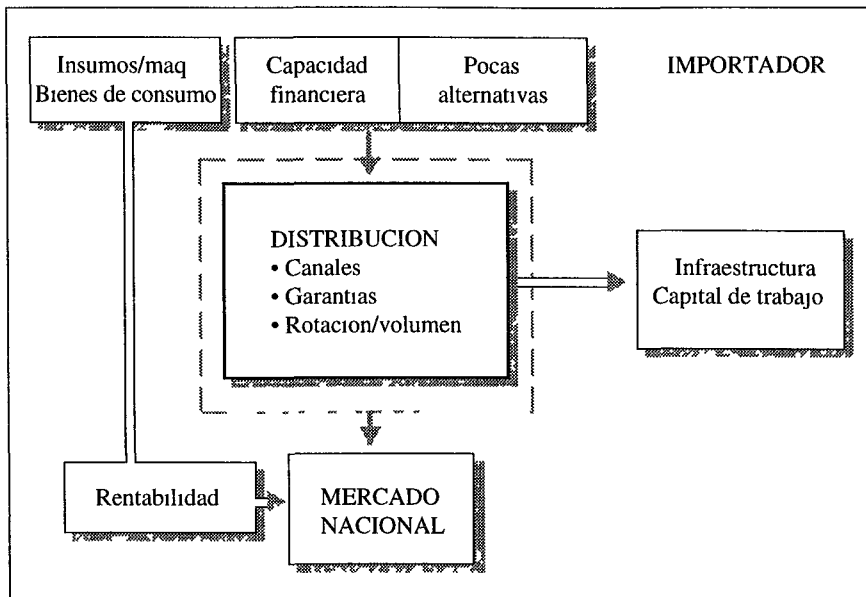 Insumos/maq
Bienes de consumo
Capacidad
financiera
Pocas
alternativas
IMPORTADOR
DISTRIBUCION
• Canales
• Garantias
• Rotacion/volumen
Infraestructura
Capital de trabajo
Rentabilidad
MERCADO
NACIONAL